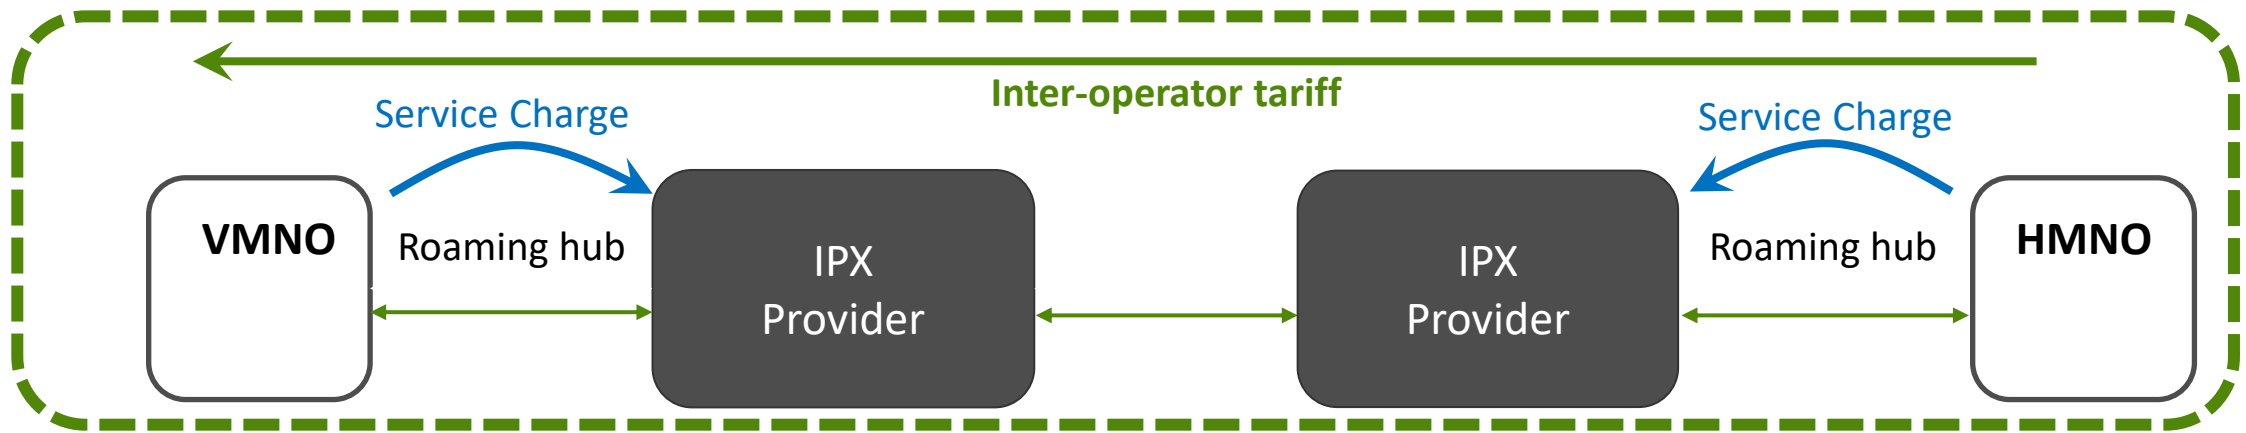 Inter-operator tariff
Service Charge
Service Charge
VMNO
Roaming hub
IPX
Provider
IPX
Provider
Roaming hub
HMNO